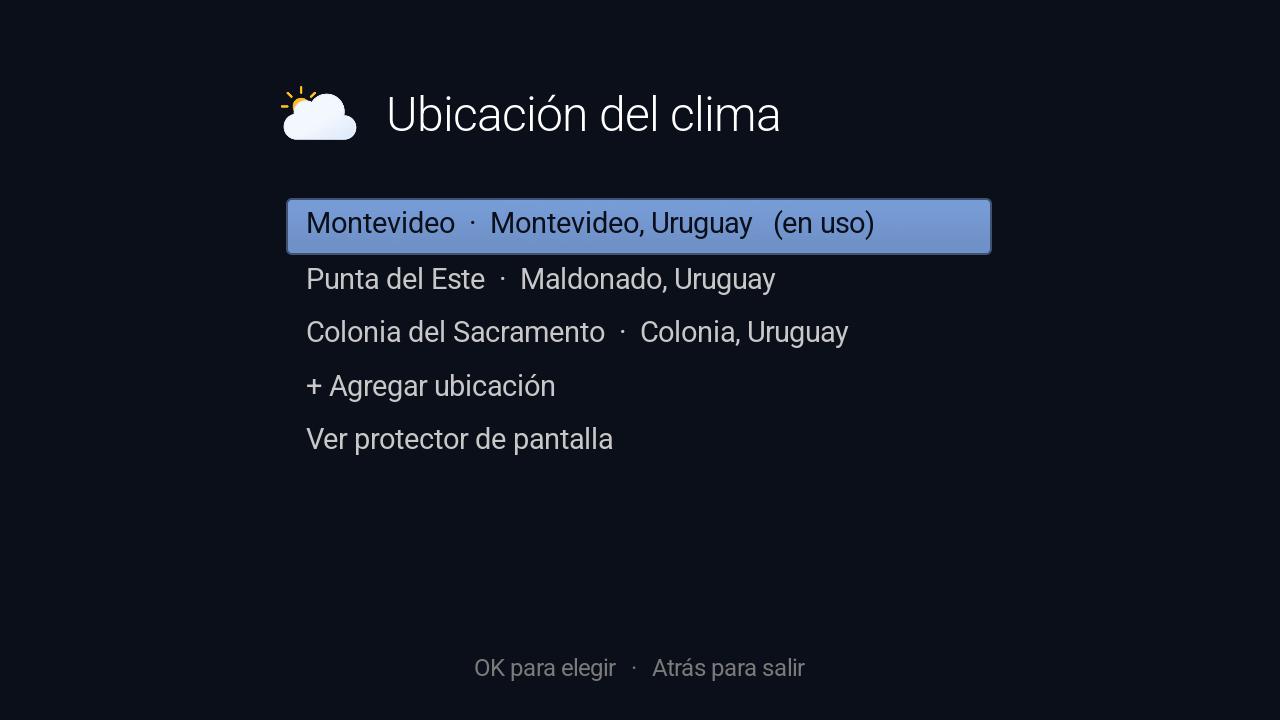 Ubicación del clima
Montevideo · Montevideo, Uruguay (en uso)
Punta del Este · Maldonado, Uruguay
Colonia del Sacramento · Colonia, Uruguay
+ Agregar ubicación
Ver protector de pantalla
OK para elegir · Atrás para salir